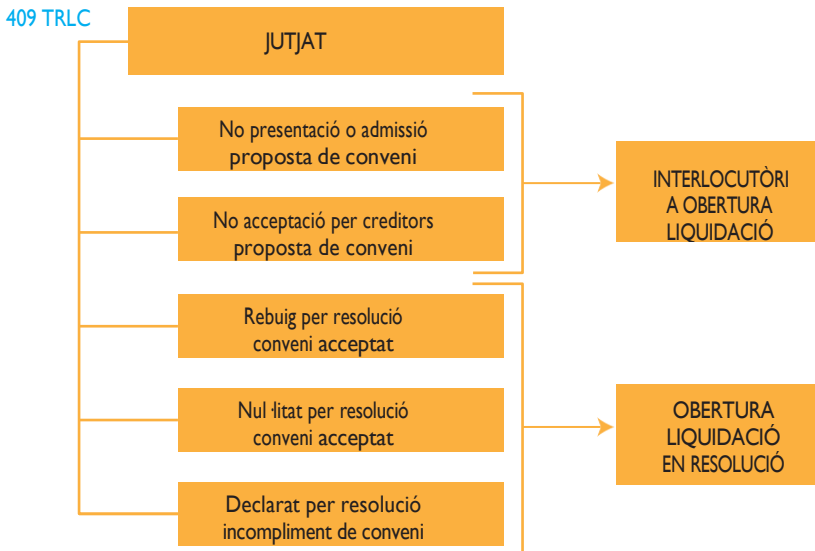 409 TRLC
JUTJAT
No presentació o admissió
proposta de conveni
No acceptació per creditors
proposta de conveni
INTERLOCUTÒRI
A OBERTURA
LIQUIDACIÓ
Rebuig per resolució
conveni acceptat
Nul·litat per resolució
conveni acceptat
Declarat per resolució
incompliment de conveni
OBERTURA
LIQUIDACIÓ
EN RESOLUCIÓ